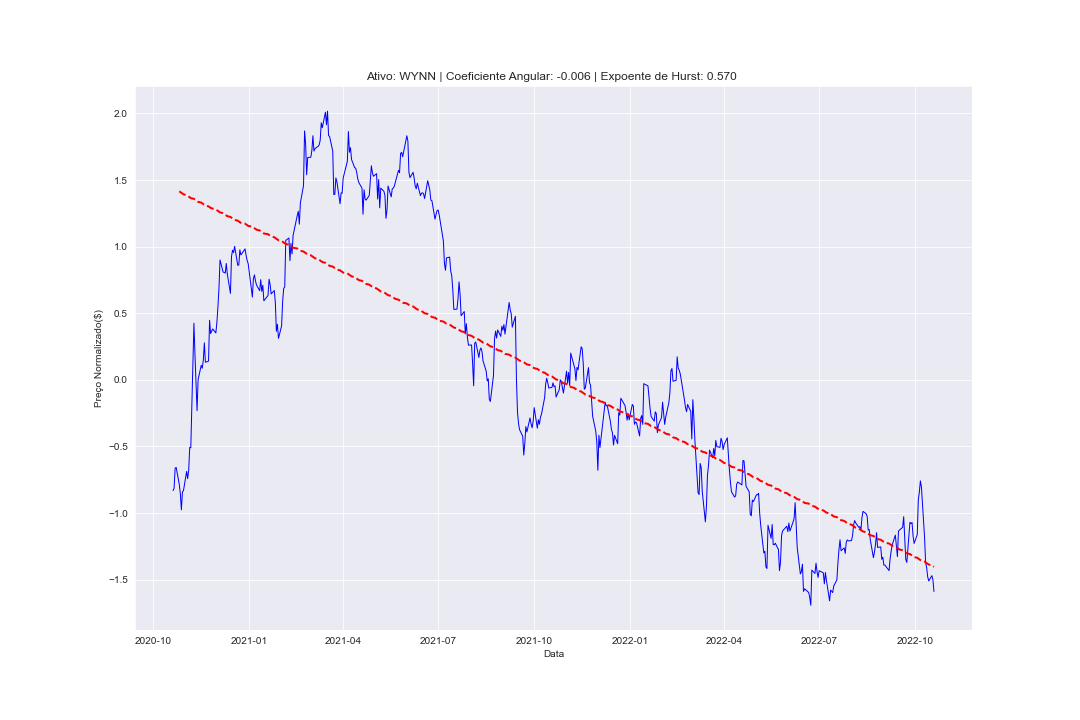 Ativo: WYNN | Coeficiente Angular: -0.006 | Expoente de Hurst: 0.570
2.0
1.5
1.0
0.5
0.0
−0.5
−1.0
−1.5
Preço Normalizado($)
2020-10 2021-01 2021-04 2021-07 2021-10 2022-01 2022-04 2022-07 2022-10
Data